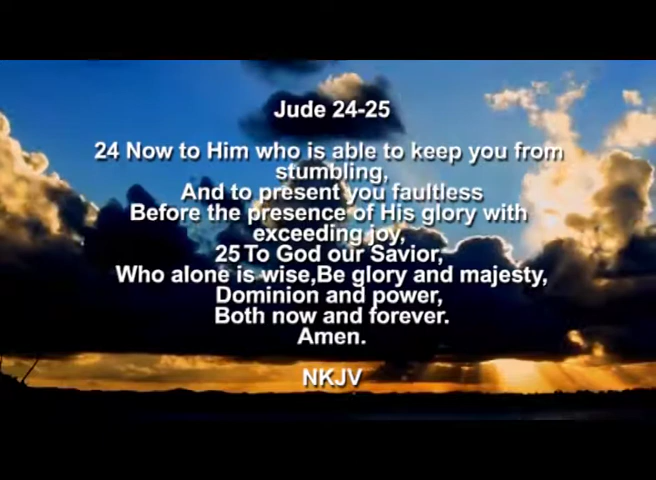 Jude 24-25
24 Now to Him who is able to keep you from
stumbling,
And to present you faultless
Before the presence of His glory with
exceeding joy,
25 To God our Savior,
Who alone is wise,Be glory and majesty,
Dominion and power,
Both now and forever.
Amen.
NKJV